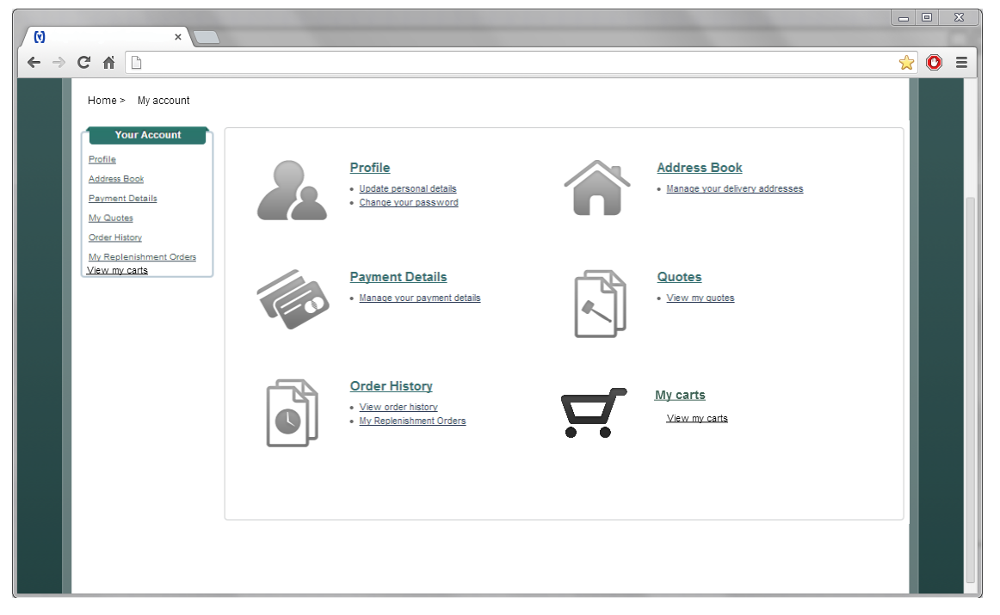 Home >    My account
Your Account
Profile
Address Book
Payment Details
My Quotes
Order History
My Replenishment Orders
View my carts
Profile
Update personal details
Change your password
Address Book
Manage your delivery addresses
Payment Details
Manage your payment details
Quotes
View my quotes
Order History
View order history
My Replenishment Orders
My carts
View my carts